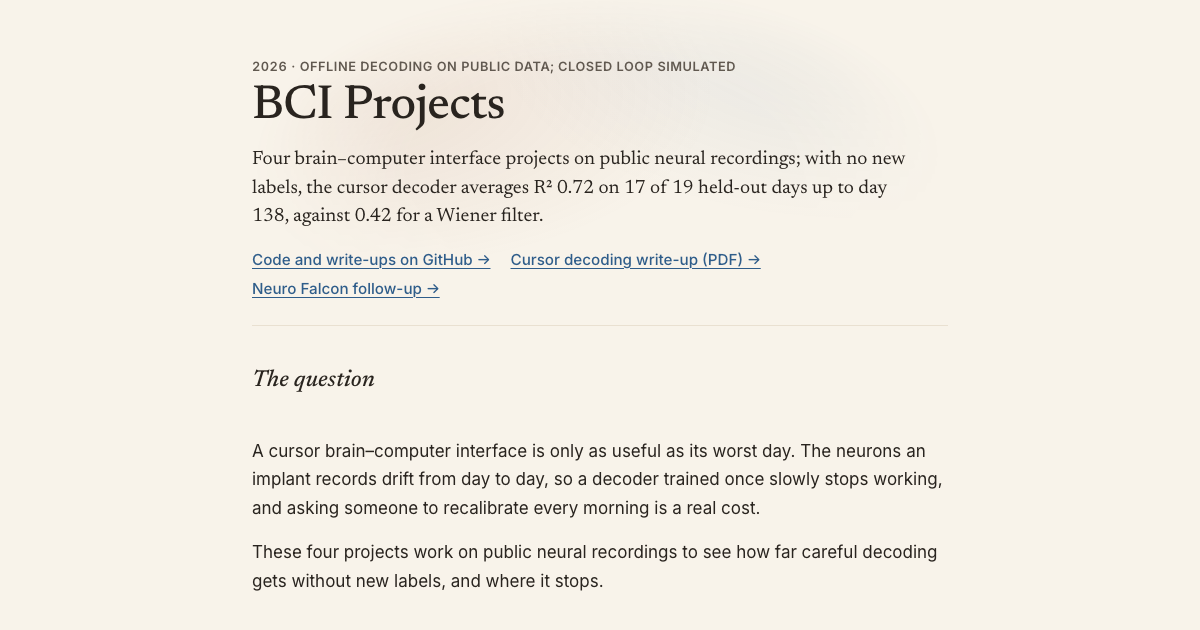 2026 · OFFLINE DECODING ON PUBLIC DATA; CLOSED LOOP SIMULATED
BCI Projects
Four brain–computer interface projects on public neural recordings; with no new
labels, the cursor decoder averages R² 0.72 on 17 of 19 held-out days up to day
138, against 0.42 for a Wiener filter.
Code and write-ups on GitHub → Cursor decoding write-up (PDF) →
Neuro Falcon follow-up →
The question
A cursor brain–computer interface is only as useful as its worst day. The neurons an
implant records drift from day to day, so a decoder trained once slowly stops working,
and asking someone to recalibrate every morning is a real cost.
These four projects work on public neural recordings to see how far careful decoding
gets without new labels, and where it stops.